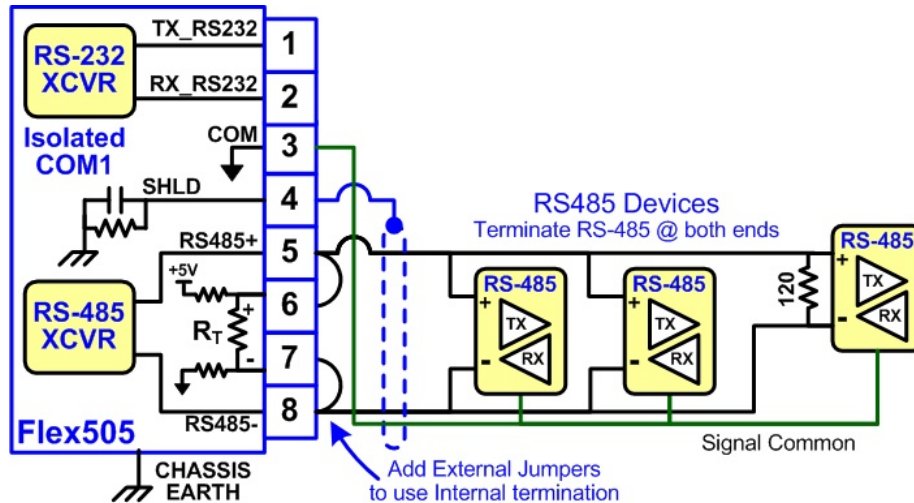 RS-232
XCVR
TX_RS232
RX_RS232
Isolated
COM1
COM
SHLD
RS485+
+5V
RS-485
XCVR
RT
+
-
RS485-
Flex505
CHASSIS
EARTH
1
2
3
4
5
6
7
8
RS485 Devices
Terminate RS-485 @ both ends
RS-485
+
-
TX
RX
RS-485
+
-
TX
RX
120
RS-485
+
-
TX
RX
Signal Common
Add External Jumpers
to use Internal termination